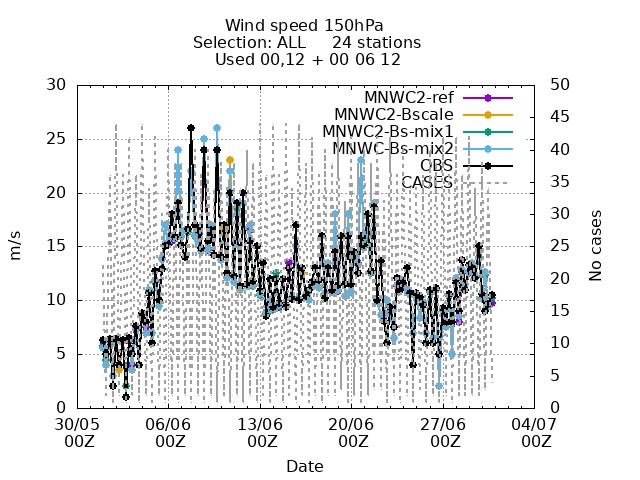 Wind speed 150hPa
Selection: ALL 24 stations
Used 00,12 + 00 06 12
30 50
MNWC2-ref
45
MNWC2-Bscale
25 40
MNWC2-Bs-mix1
MNWC-Bs-mix2
OBS
35
CASES
20
30
m/s
No cases
15 25
20
10 15
10
5
5
0 0
30/05 06/06 13/06 20/06 27/06 04/07
00Z 00Z 00Z 00Z 00Z 00Z
Date